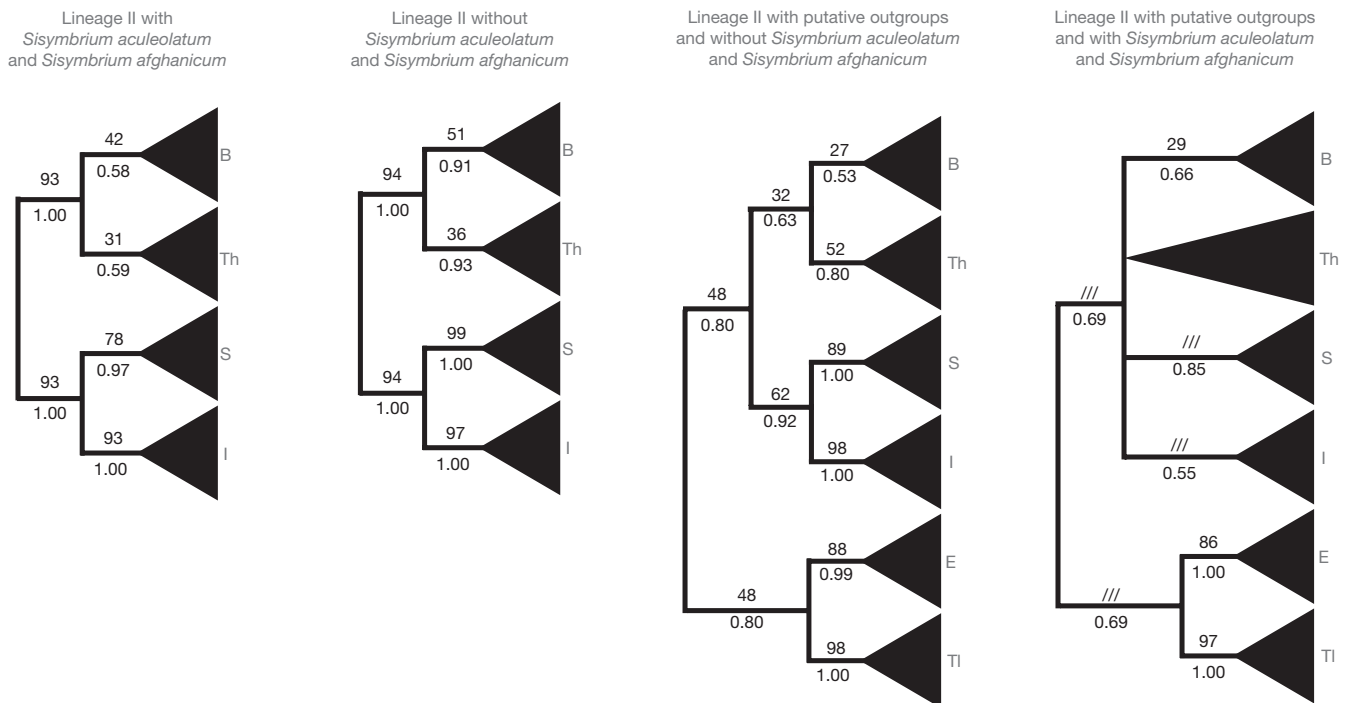 Lineage II with
Sisymbrium aculeolatum
and Sisymbrium afghanicum
42
0.58
B
93
1.00
31
0.59
Th
78
0.97
S
93
1.00
93
1.00
I
Lineage II without
Sisymbrium aculeolatum
and Sisymbrium afghanicum
51
0.91
B
94
1.00
36
0.93
Th
99
1.00
S
94
1.00
97
1.00
I
Lineage II with putative outgroups
and without Sisymbrium aculeolatum
and Sisymbrium afghanicum
27
0.53
B
32
0.63
52
0.80
Th
48
0.80
89
1.00
S
62
0.92
98
1.00
I
88
0.99
E
48
0.80
98
1.00
Tl
Lineage II with putative outgroups
and with Sisymbrium aculeolatum
and Sisymbrium afghanicum
29
0.66
B
Th
///
0.69
///
0.85
S
///
0.55
I
86
1.00
E
///
0.69
97
1.00
Tl